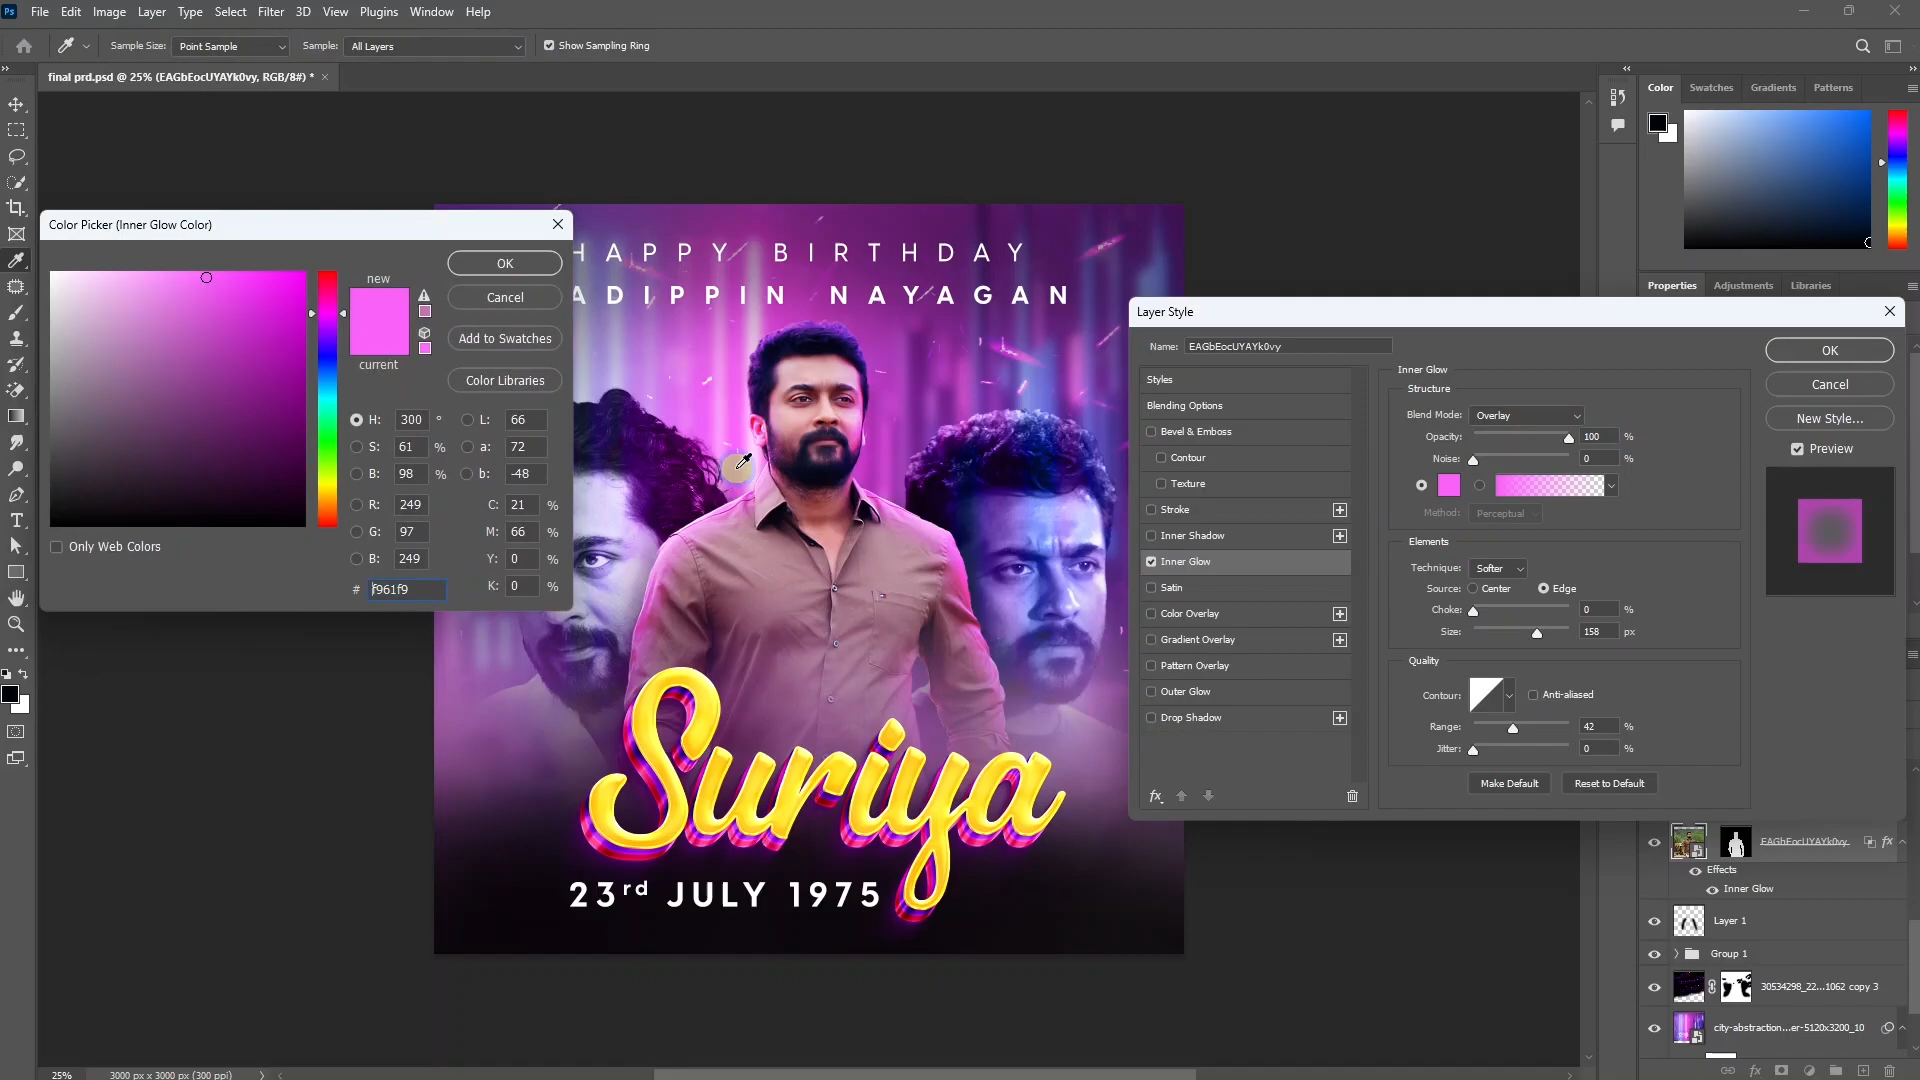 Ps File Edit Image Layer Type Select Filter 3D View Plugins Window Help
Sample Size: Point Sample Sample: All Layers Show Sampling Ring
final prd.psd @ 25% (EAGbEocUYAYk0vy, RGB/8#) * ×
Color Swatches Gradients Patterns
Color Picker (Inner Glow Color)
new
current
OK
Cancel
Add to Swatches
Color Libraries
H: 300 °
S: 61 %
B: 98 %
R: 249
G: 97
B: 249
# f961f9
L: 66
a: 72
b: -48
C: 21 %
M: 66 %
Y: 0 %
K: 0 %
Only Web Colors
HAPPY BIRTHDAY
ADIPPIN NAYAGAN
Suriya
23rd JULY 1975
Properties Adjustments Libraries
Layer Style
Name: EAGbEocUYAYk0vy
Styles
Blending Options
Bevel & Emboss
Contour
Texture
Stroke
Inner Shadow
Inner Glow
Satin
Color Overlay
Gradient Overlay
Pattern Overlay
Outer Glow
Drop Shadow
fx
Inner Glow
Structure
Blend Mode: Overlay
Opacity: 100 %
Noise: 0 %
Method: Perceptual
Elements
Technique: Softer
Source: Center Edge
Choke: 0 %
Size: 158 px
Quality
Contour: Anti-aliased
Range: 42 %
Jitter: 0 %
Make Default Reset to Default
OK
Cancel
New Style...
Preview
EAGbEocUYAYk0vy fx
Effects
Inner Glow
Layer 1
Group 1
30534298_22...1062 copy 3
city-abstraction...er-5120x3200_10
fx
25% 3000 px x 3000 px (300 ppi)